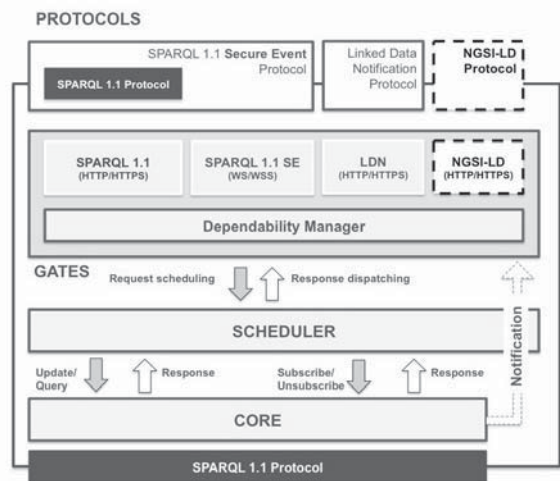 PROTOCOLS
SPARQL 1.1 Secure Event
Protocol
SPARQL 1.1 Protocol
Linked Data
Notification
Protocol
NGSI-LD
Protocol
SPARQL 1.1
(HTTP/HTTPS)
SPARQL 1.1 SE
(WS/WSS)
LDN
(HTTP/HTTPS)
NGSI-LD
(HTTP/HTTPS)
Dependability Manager
GATES
Request scheduling
Response dispatching
SCHEDULER
Update/
Query
Response
Subscribe/
Unsubscribe
Response
Notification
CORE
SPARQL 1.1 Protocol